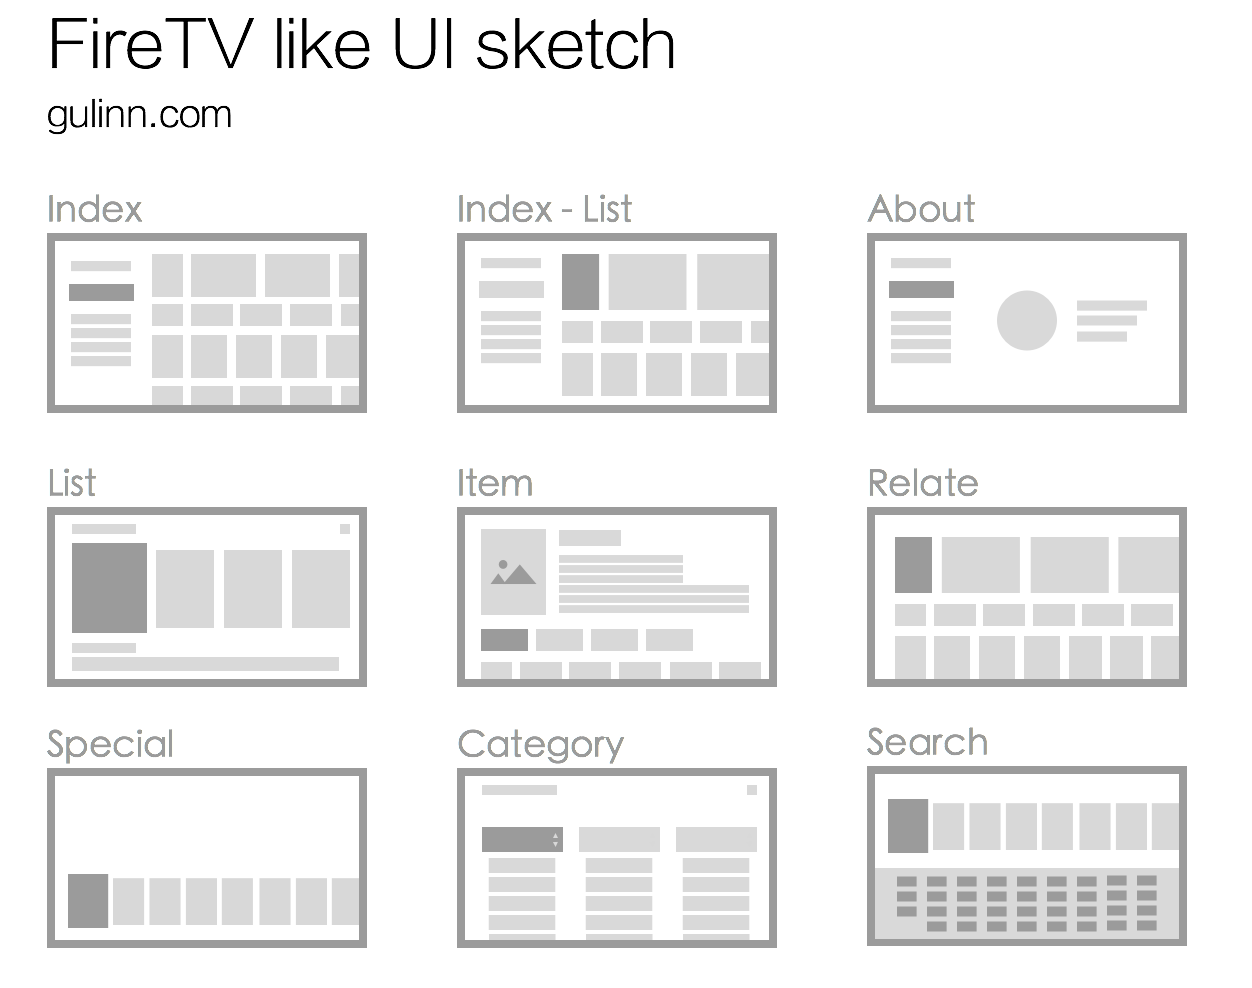 FireTV like UI sketch
gulinn.com
Index
Index - List
About
List
Item
Relate
Special
Category
Search